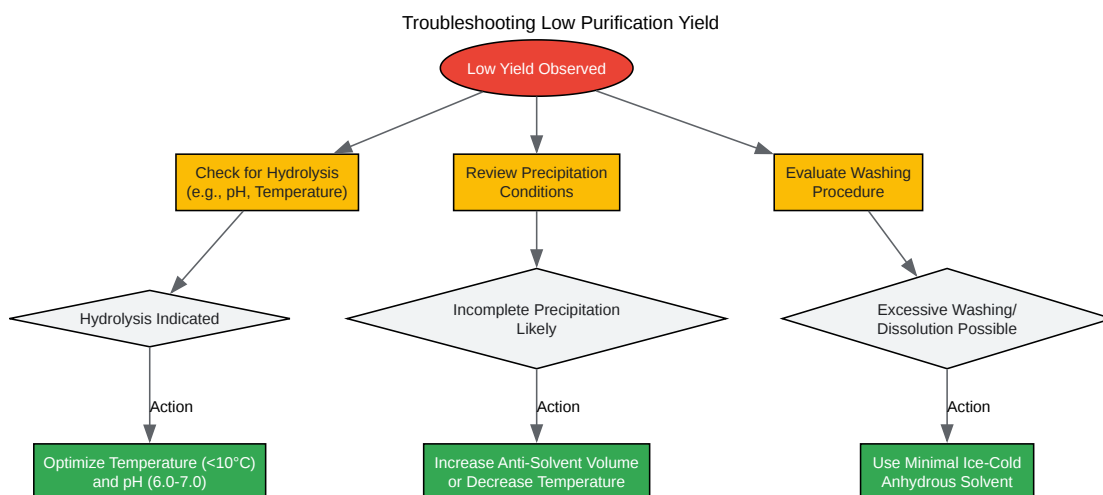 Troubleshooting Low Purification Yield
Low Yield Observed
Check for Hydrolysis
(e.g., pH, Temperature)
Review Precipitation
Conditions
Evaluate Washing
Procedure
Hydrolysis Indicated
Incomplete Precipitation
Likely
Excessive Washing/
Dissolution Possible
Action
Action
Action
Optimize Temperature (<10°C)
and pH (6.0-7.0)
Increase Anti-Solvent Volume
or Decrease Temperature
Use Minimal Ice-Cold
Anhydrous Solvent